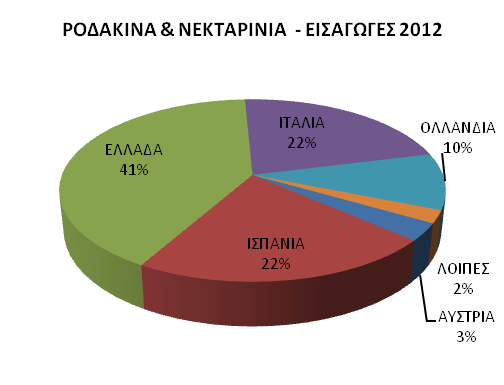 ΡΟΔΑΚΙΝΑ & ΝΕΚΤΑΡΙΝΙΑ - ΕΙΣΑΓΩΓΕΣ 2012
ΙΤΑΛΙΑ
22%
ΟΛΛΑΝΔΙΑ
10%
ΕΛΛΑΔΑ
41%
ΙΣΠΑΝΙΑ
22%
ΛΟΙΠΕΣ
2%
ΑΥΣΤΡΙΑ
3%